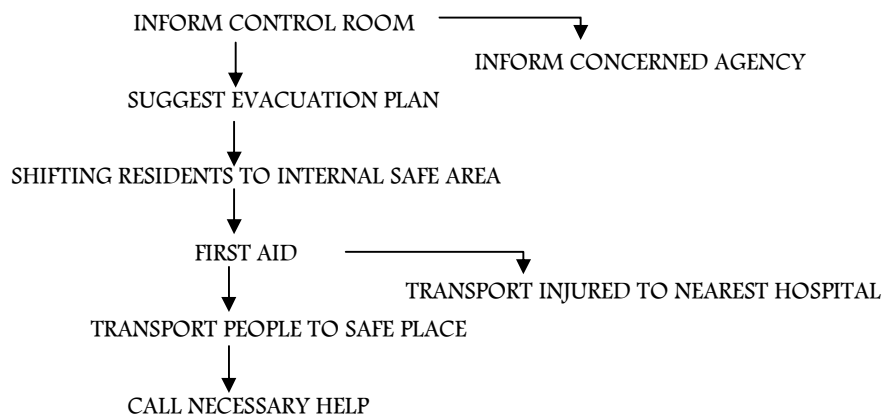 INFORM CONTROL ROOM
INFORM CONCERNED AGENCY
SUGGEST EVACUATION PLAN
SHIFTING RESIDENTS TO INTERNAL SAFE AREA
FIRST AID
TRANSPORT INJURED TO NEAREST HOSPITAL
TRANSPORT PEOPLE TO SAFE PLACE
CALL NECESSARY HELP